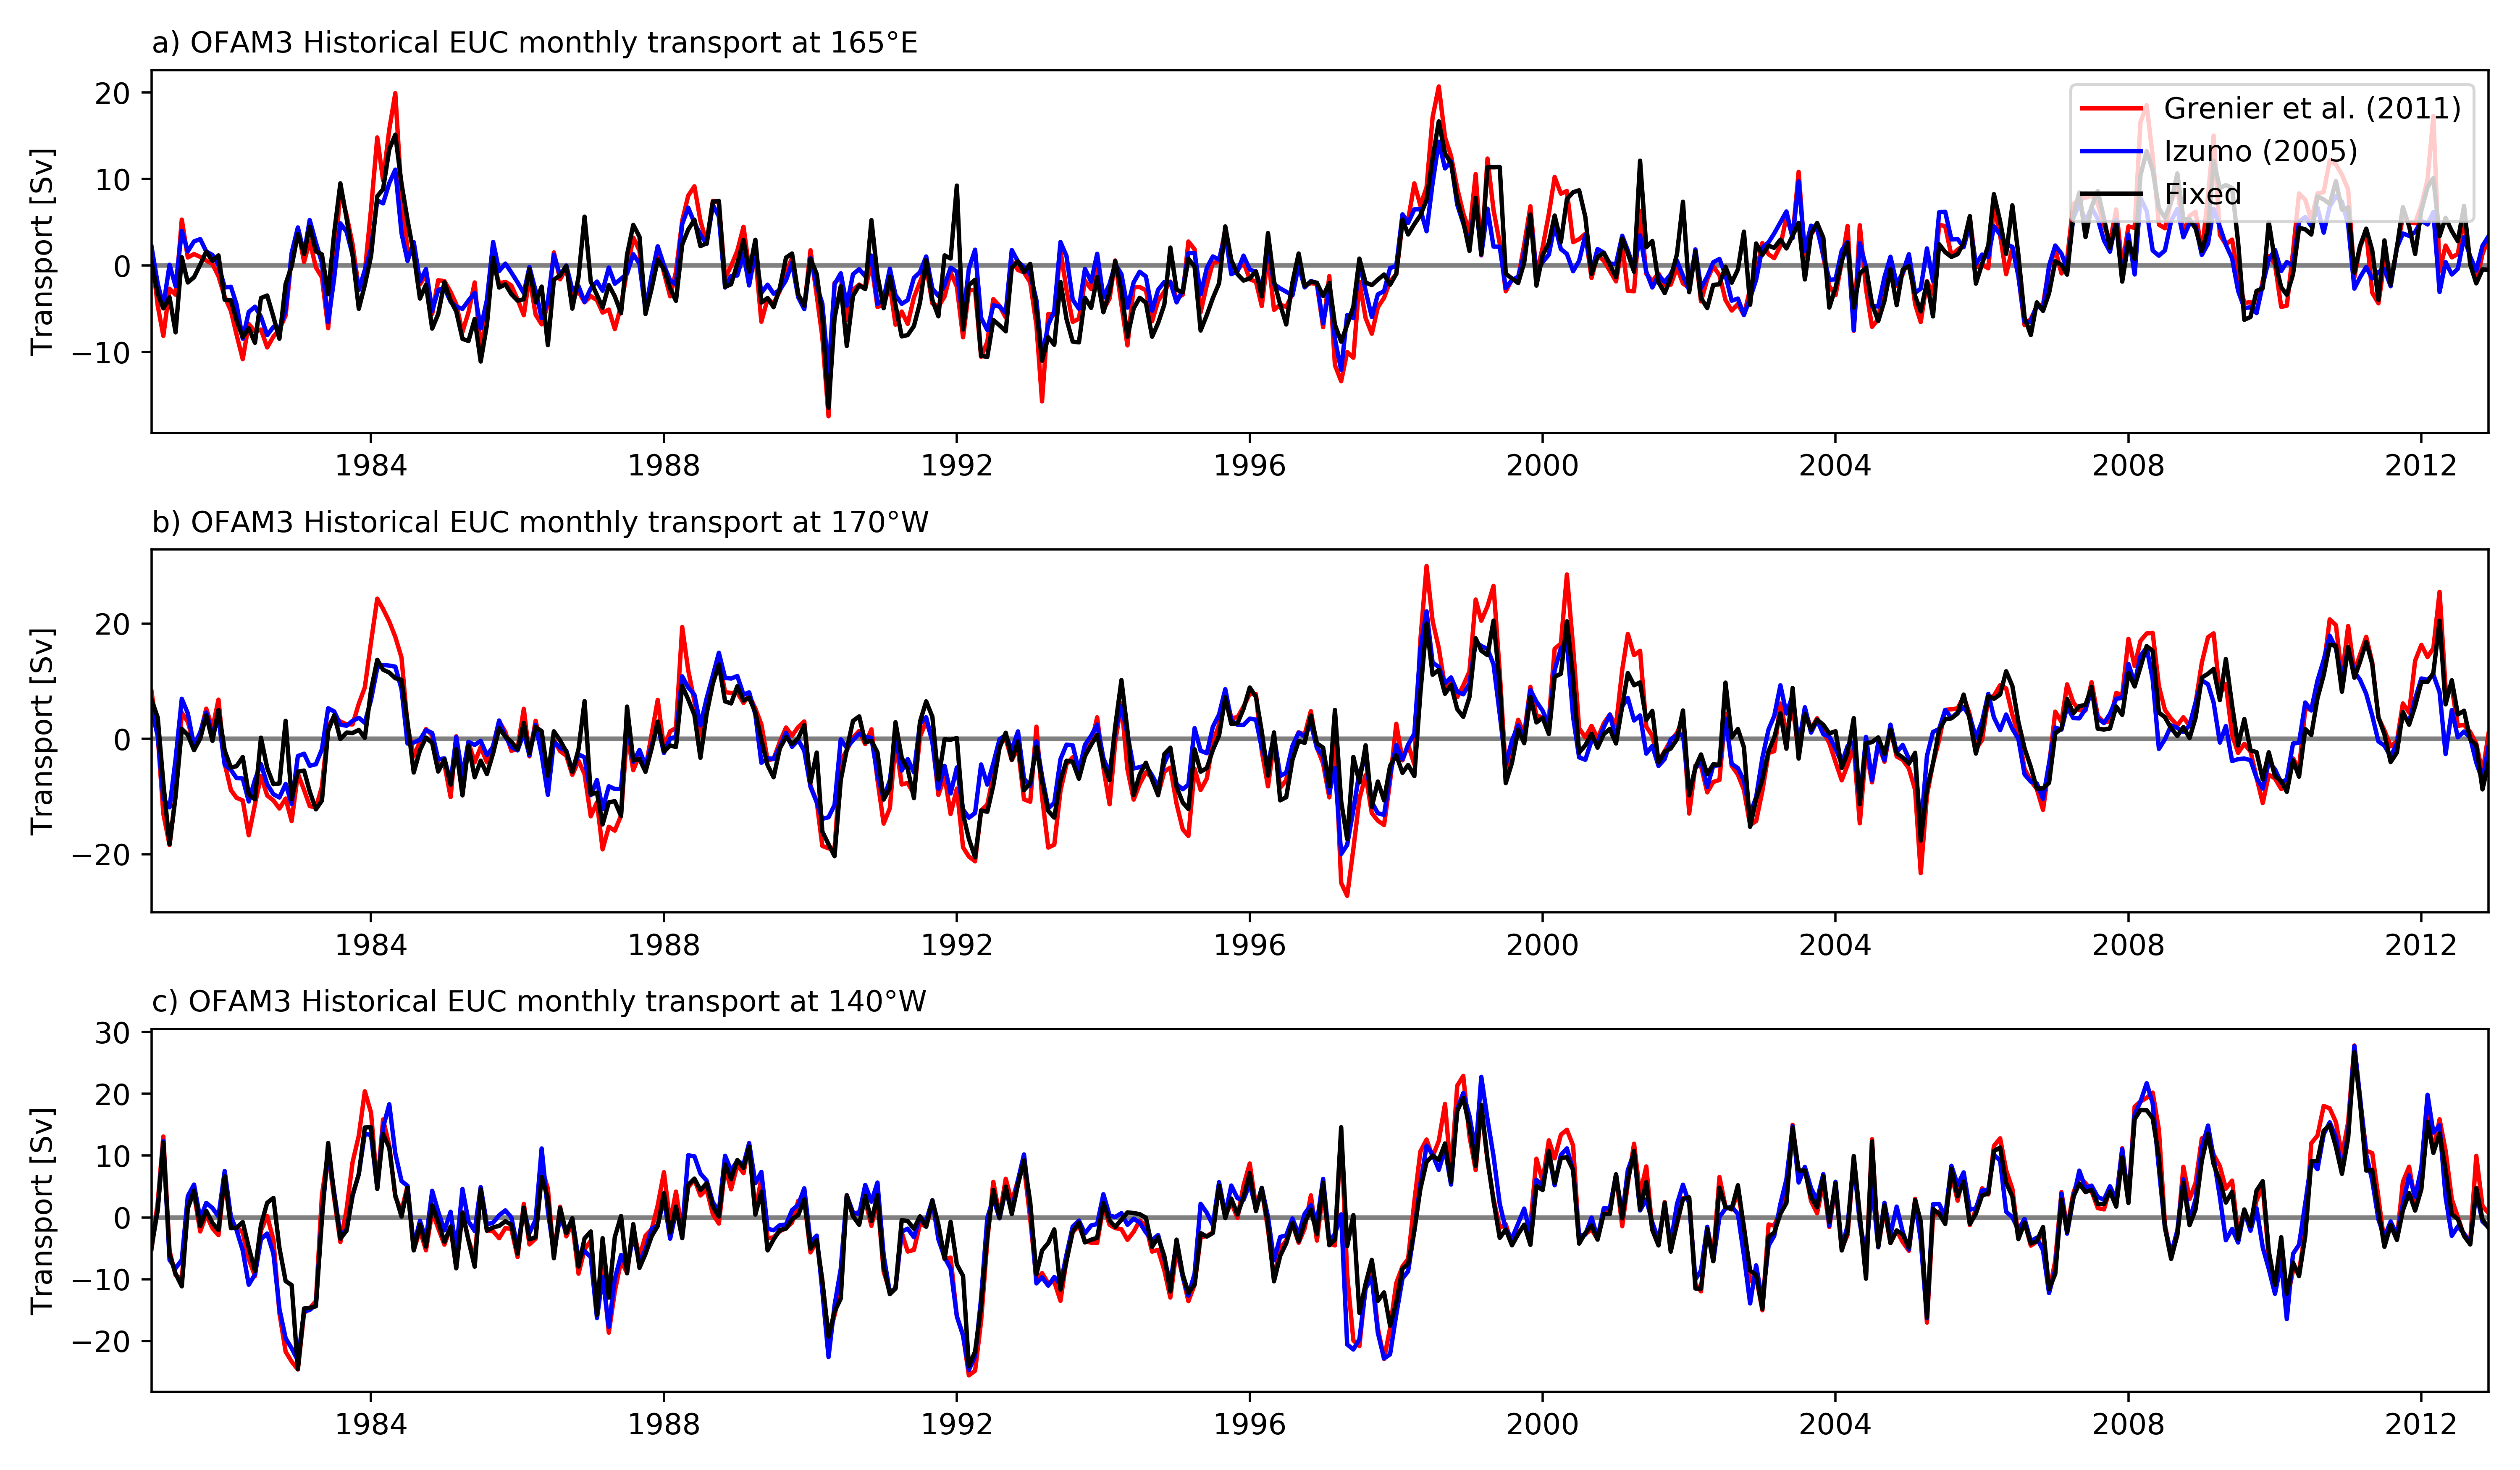 a) OFAM3 Historical EUC monthly transport at 165°E
Transport [Sv]
20
10
0
−10
Grenier et al. (2011)
Izumo (2005)
Fixed
1984 1988 1992 1996 2000 2004 2008 2012
b) OFAM3 Historical EUC monthly transport at 170°W
Transport [Sv]
20
0
−20
1984 1988 1992 1996 2000 2004 2008 2012
c) OFAM3 Historical EUC monthly transport at 140°W
Transport [Sv]
30
20
10
0
−10
−20
1984 1988 1992 1996 2000 2004 2008 2012